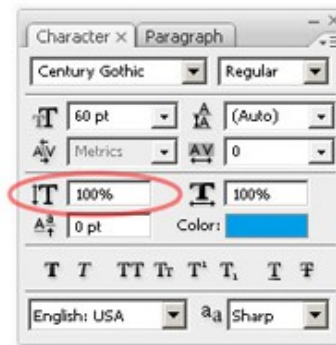 Character × Paragraph
Century Gothic Regular
60 pt (Auto)
Metrics 0
100% 100%
0 pt Color:
T T TT Tr T¹ T₁ T T
English: USA aa Sharp